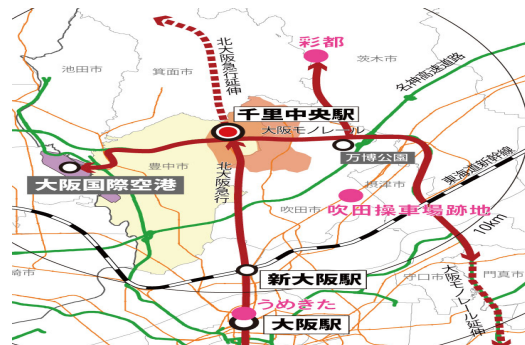 彩都
茨木市
池田市
箕面市
北大阪急行延伸
名神高速道路
千里中央駅
大阪モノレール
万博公園
東海道新幹線
豊中市
大阪国際空港
北大阪急行
摂津市
吹田市
吹田操車場跡地
10km
新大阪駅
守口市
門真市
大阪モノレール延伸
うめきた
大阪駅